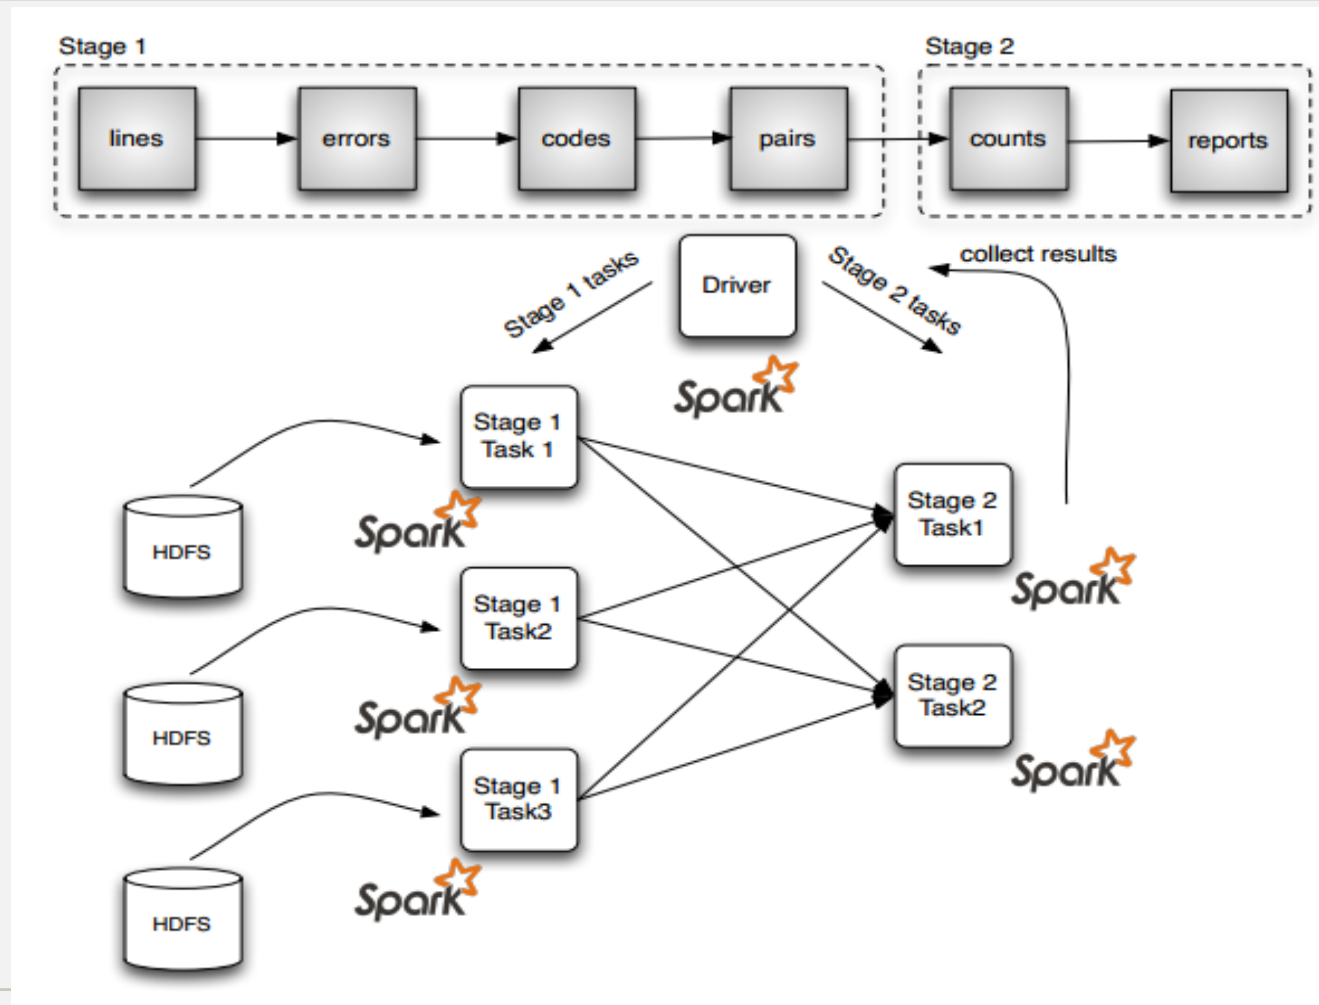 Stage 1
Stage 2
lines
errors
codes
pairs
counts
reports
Stage 1 tasks
Driver
Stage 2 tasks
collect results
Spark
Stage 1
Task 1
Spark
HDFS
Stage 2
Task1
Spark
Stage 1
Task2
Spark
HDFS
Stage 2
Task2
Spark
Stage 1
Task3
Spark
HDFS